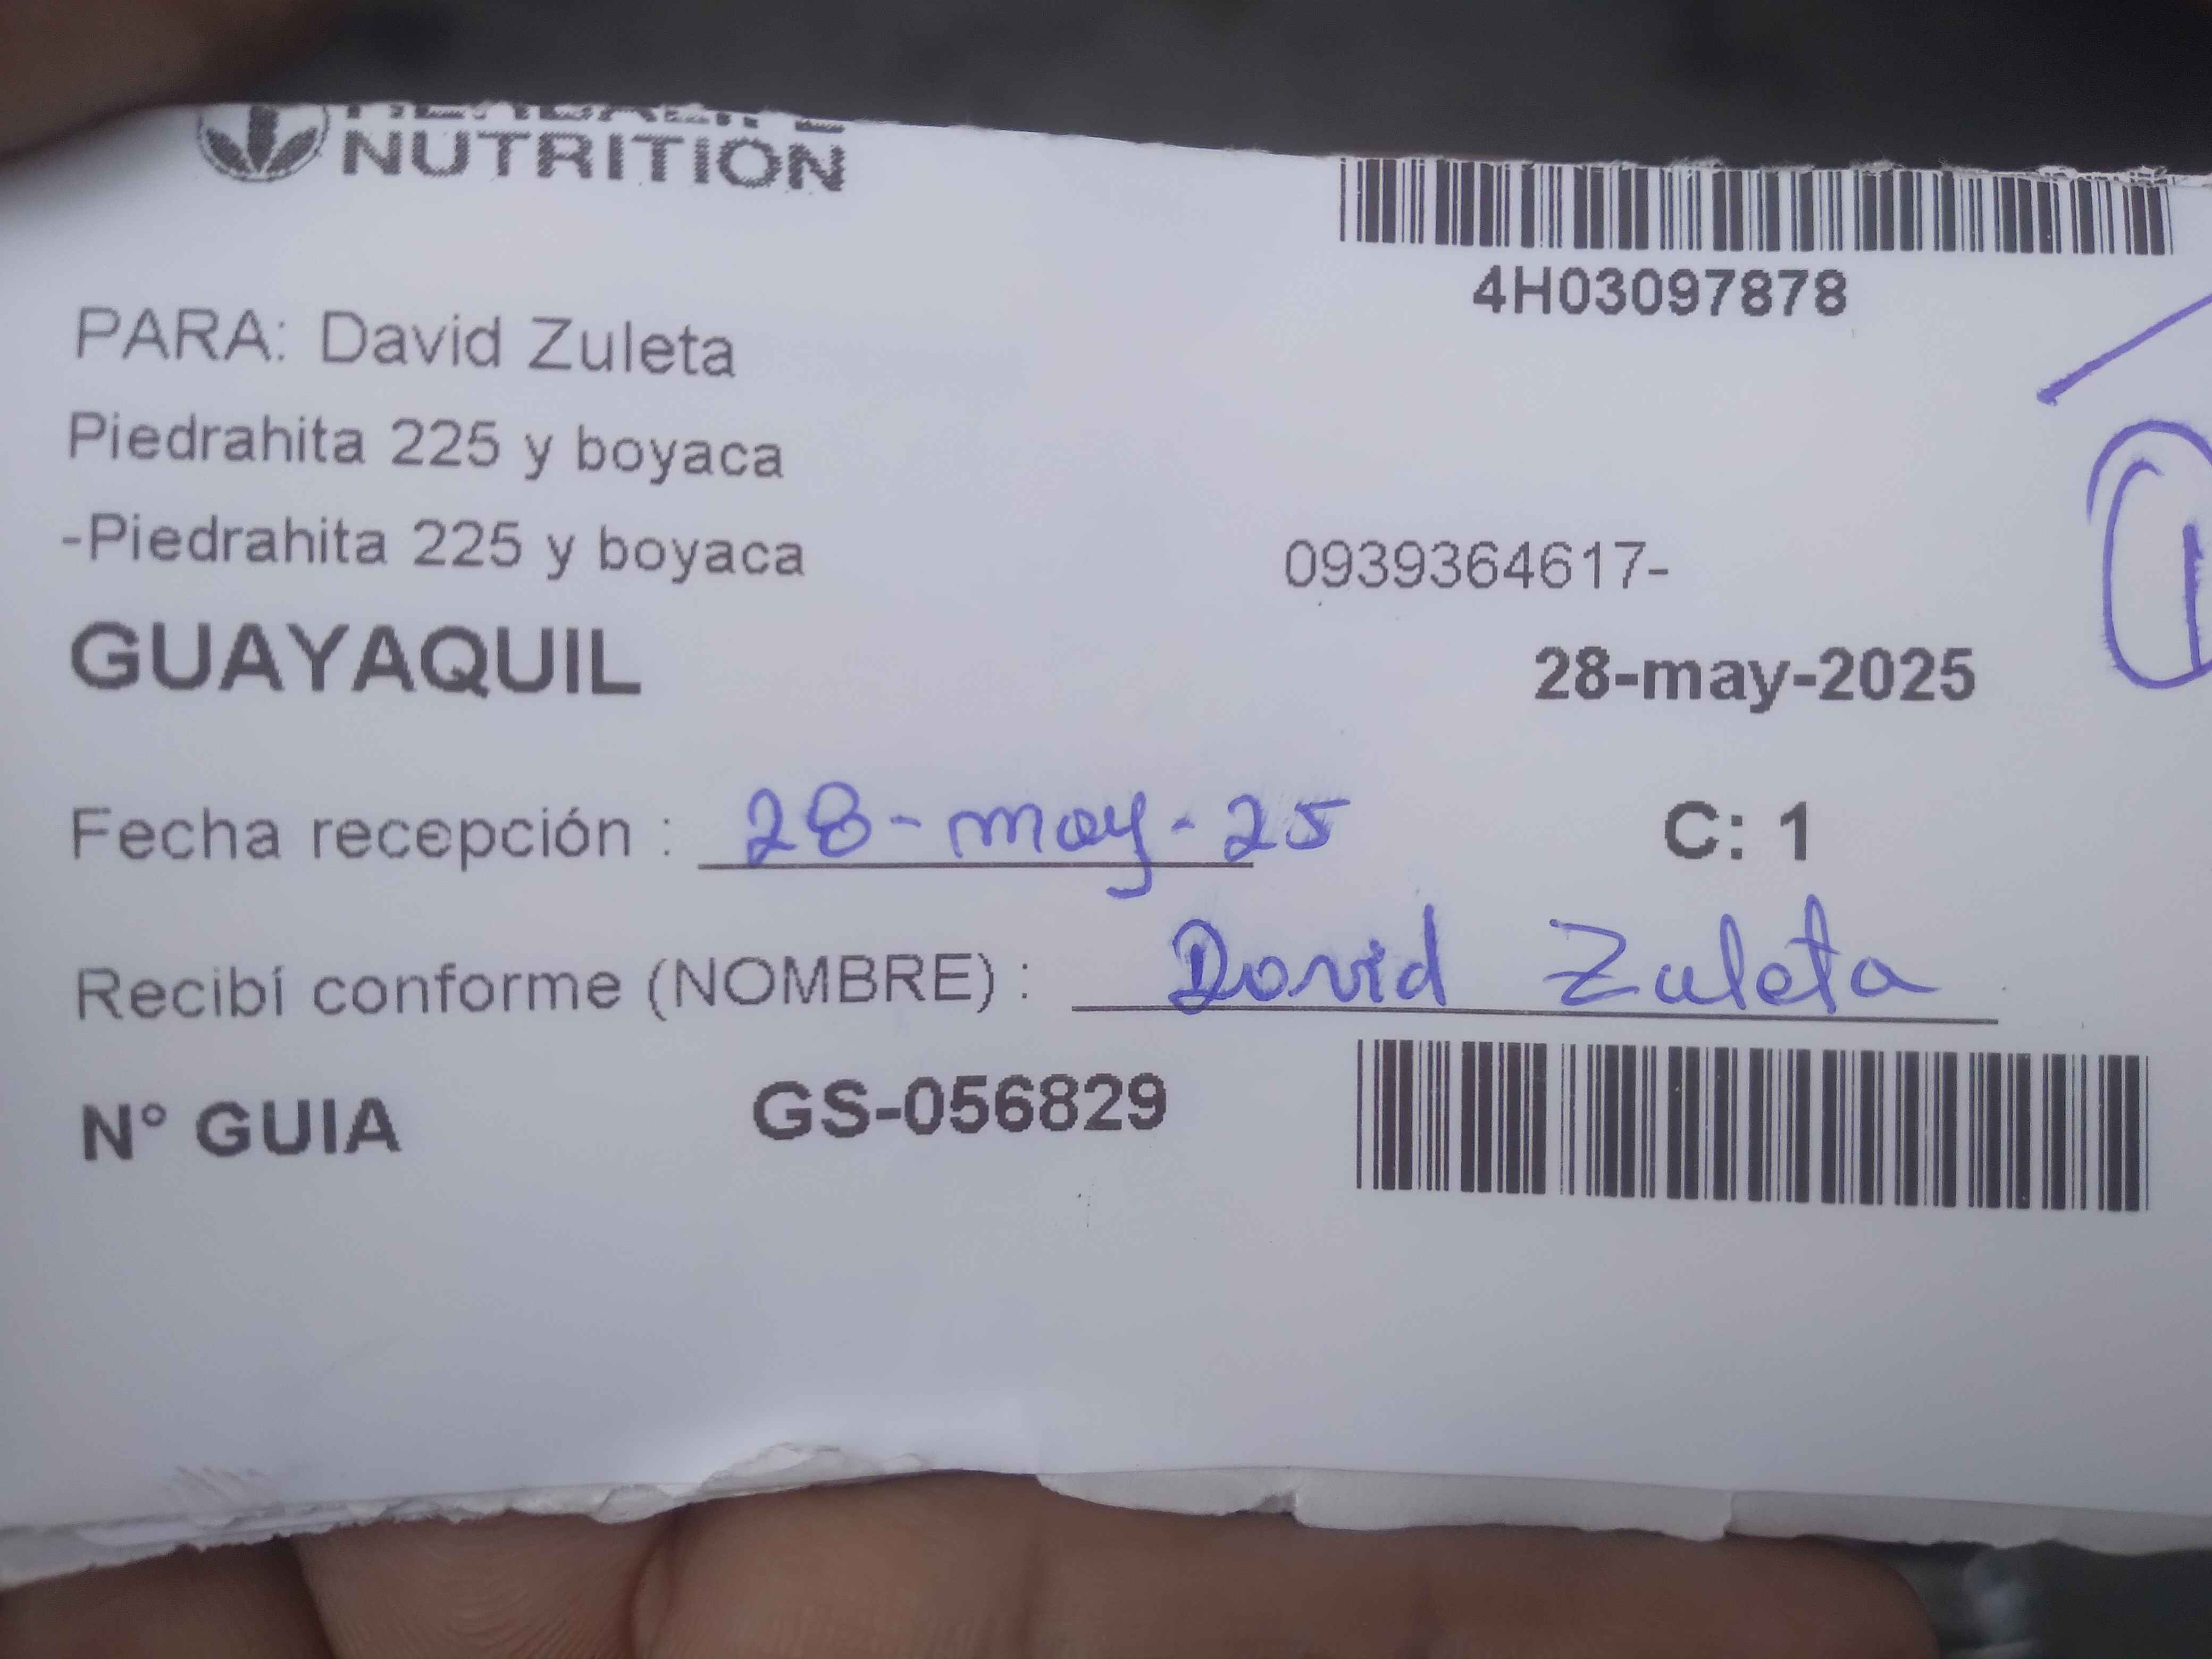 NUTRITION
4H03097878
PARA: David Zuleta
Piedrahita 225 y boyaca
-Piedrahita 225 y boyaca 0939364617-
GUAYAQUIL 28-may-2025
Fecha recepción : 28-may-25 C: 1
Recibí conforme (NOMBRE) : David Zuleta
N° GUIA GS-056829